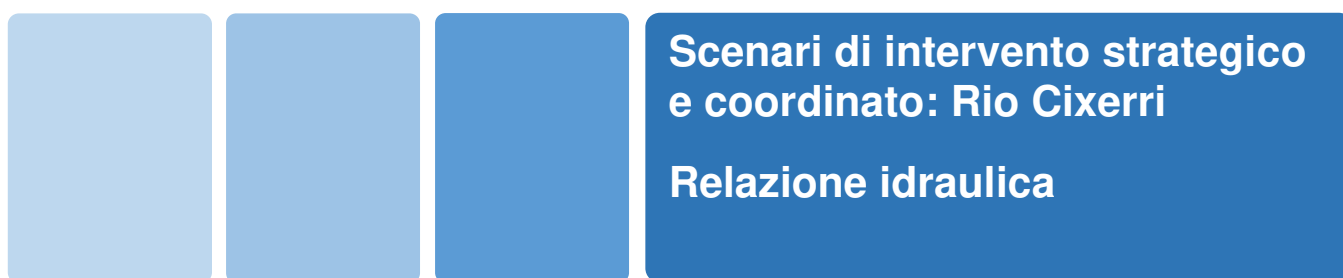 Scenari di intervento strategico
e coordinato: Rio Cixerri
Relazione idraulica